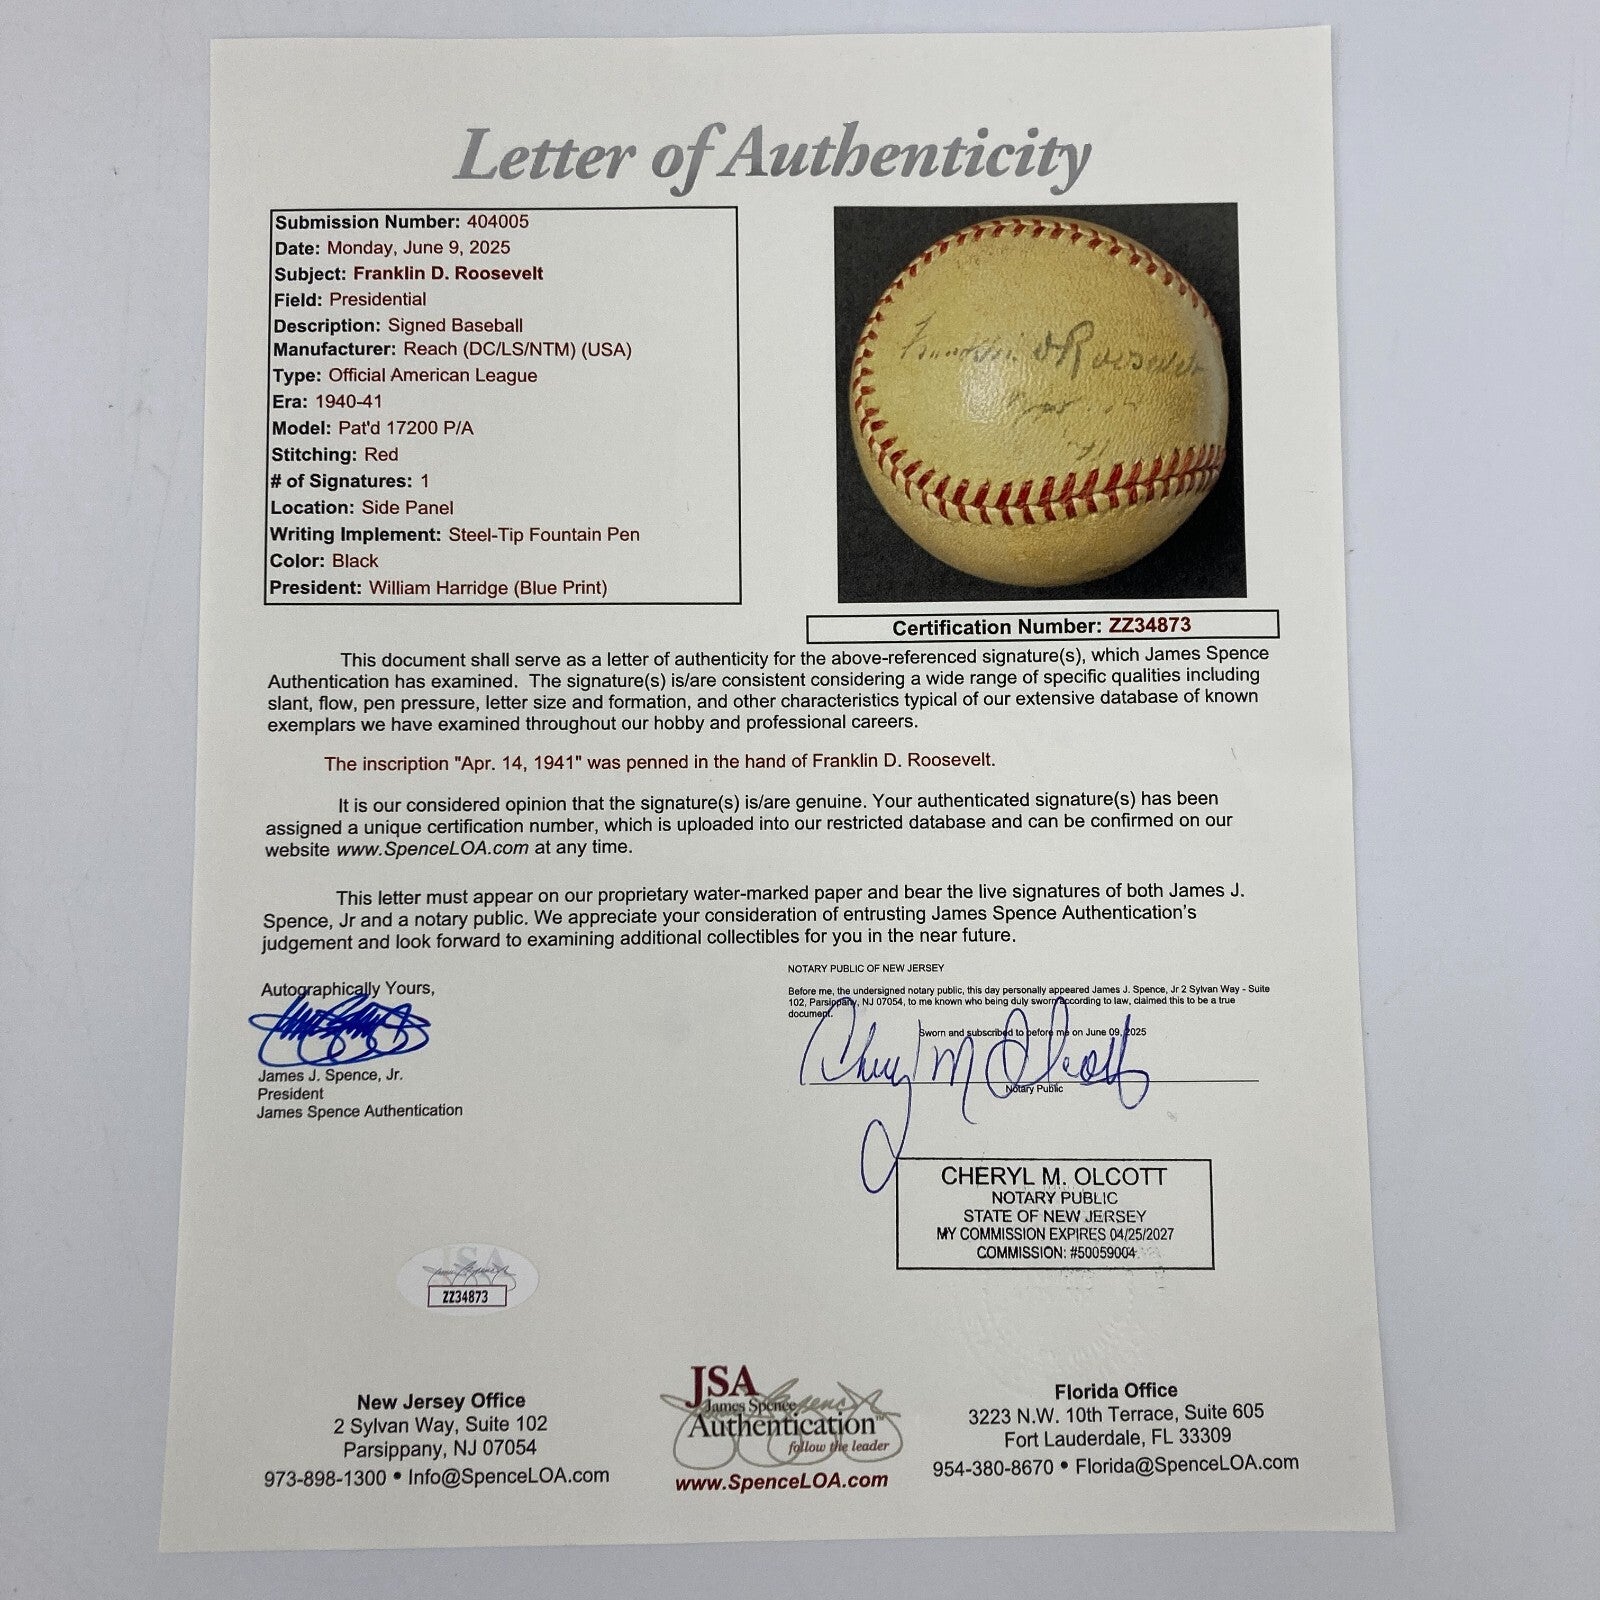 Letter of Authenticity
Submission Number: 404005
Date: Monday, June 9, 2025
Subject: Franklin D. Roosevelt
Field: Presidential
Description: Signed Baseball
Manufacturer: Reach (DC/LS/NTM) (USA)
Type: Official American League
Era: 1940-41
Model: Pat'd 17200 P/A
Stitching: Red
# of Signatures: 1
Location: Side Panel
Writing Implement: Steel-Tip Fountain Pen
Color: Black
President: William Harridge (Blue Print)
Franklin D Roosevelt
Certification Number: ZZ34873
This document shall serve as a letter of authenticity for the above-referenced signature(s), which James Spence
Authentication has examined. The signature(s) is/are consistent considering a wide range of specific qualities including
slant, flow, pen pressure, letter size and formation, and other characteristics typical of our extensive database of known
exemplars we have examined throughout our hobby and professional careers.
The inscription "Apr. 14, 1941" was penned in the hand of Franklin D. Roosevelt.
It is our considered opinion that the signature(s) is/are genuine. Your authenticated signature(s) has been
assigned a unique certification number, which is uploaded into our restricted database and can be confirmed on our
website www.SpenceLOA.com at any time.
This letter must appear on our proprietary water-marked paper and bear the live signatures of both James J.
Spence, Jr and a notary public. We appreciate your consideration of entrusting James Spence Authentication's
judgement and look forward to examining additional collectibles for you in the near future.
Autographically Yours,
James J. Spence, Jr.
President
James Spence Authentication
NOTARY PUBLIC OF NEW JERSEY
Before me, the undersigned notary public, this day personally appeared James J. Spence, Jr 2 Sylvan Way - Suite
102, Parsippany, NJ 07054, to me known who being duly sworn according to law, claimed this to be a true
document.
Sworn and subscribed to before me on June 09, 2025
Cheryl M Olcott
Notary Public
CHERYL M. OLCOTT
NOTARY PUBLIC
STATE OF NEW JERSEY
MY COMMISSION EXPIRES 04/25/2027
COMMISSION: #50059004
JSA
ZZ34873
New Jersey Office
2 Sylvan Way, Suite 102
Parsippany, NJ 07054
973-898-1300 • Info@SpenceLOA.com
JSA
James Spence
Authentication™
follow the leader
www.SpenceLOA.com
Florida Office
3223 N.W. 10th Terrace, Suite 605
Fort Lauderdale, FL 33309
954-380-8670 • Florida@SpenceLOA.com